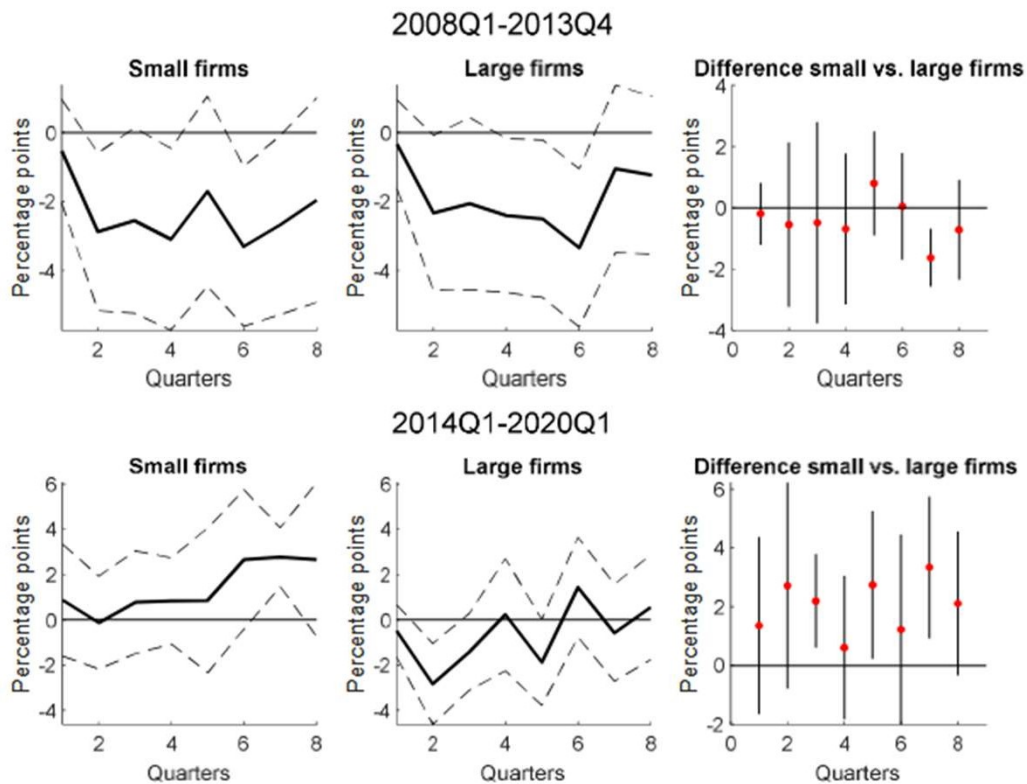 2008Q1-2013Q4
Small firms
Large firms
Difference small vs. large firms
Percentage points
0
-2
-4
2 4 6 8
Quarters
Percentage points
0
-2
-4
2 4 6 8
Quarters
Percentage points
4
2
0
-2
-4
0 2 4 6 8
Quarters
2014Q1-2020Q1
Small firms
Large firms
Difference small vs. large firms
Percentage points
6
4
2
0
-2
-4
2 4 6 8
Quarters
Percentage points
6
4
2
0
-2
-4
2 4 6 8
Quarters
Percentage points
6
4
2
0
-2
0 2 4 6 8
Quarters